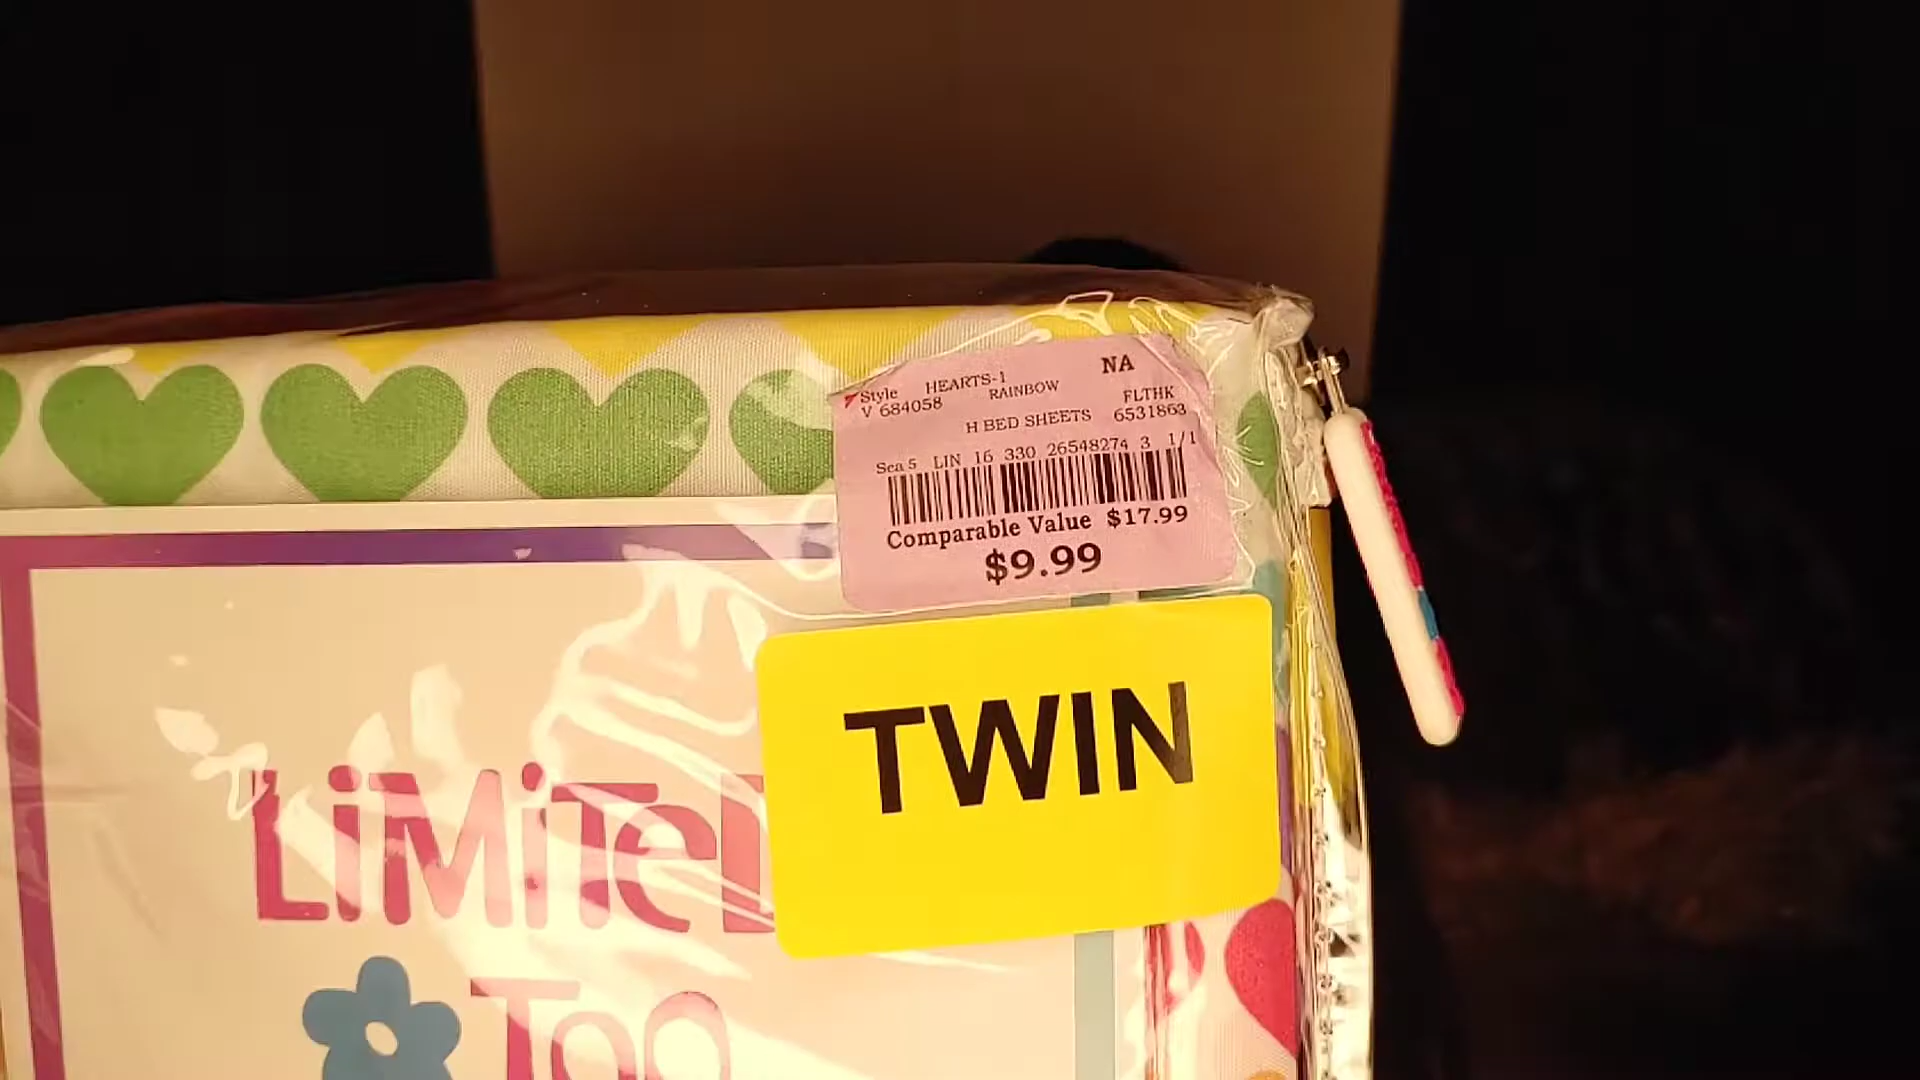 NA
Style HEARTS-1
V 684058 RAINBOW FLTHK
H BED SHEETS 6531863
Sea 5 LIN 16 330 26548274 3 1/1
Comparable Value $17.99
$9.99
TWIN
LiMiTeD
Too